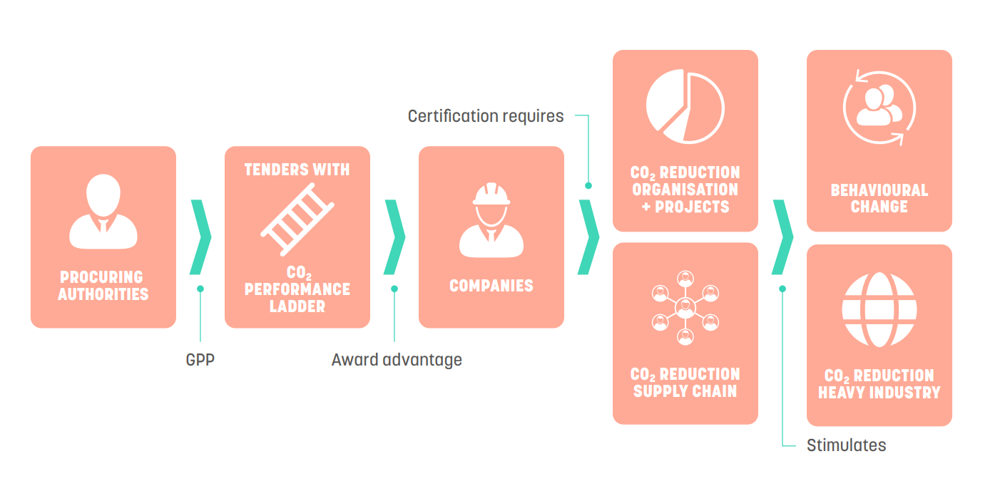 PROCURING
AUTHORITIES
GPP
TENDERS WITH
CO₂
PERFORMANCE
LADDER
Award advantage
COMPANIES
Certification requires
CO₂ REDUCTION
ORGANISATION
+ PROJECTS
CO₂ REDUCTION
SUPPLY CHAIN
Stimulates
BEHAVIOURAL
CHANGE
CO₂ REDUCTION
HEAVY INDUSTRY